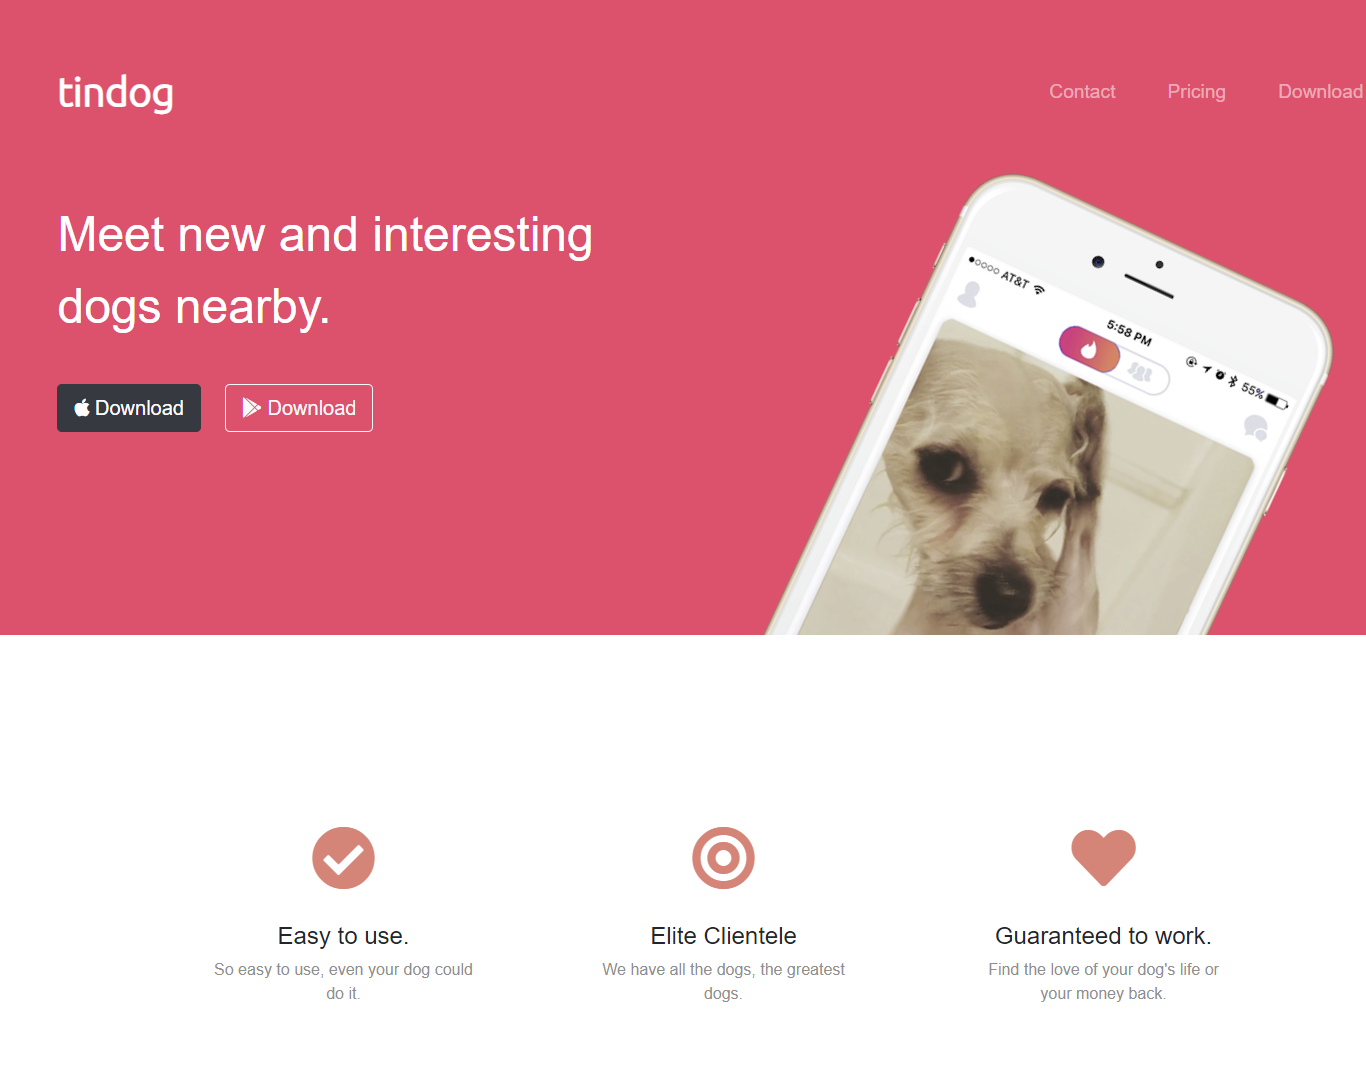 tindog
Contact Pricing Download
Meet new and interesting
dogs nearby.
Download Download
AT&T
5:58 PM
55%
Easy to use.
So easy to use, even your dog could
do it.
Elite Clientele
We have all the dogs, the greatest
dogs.
Guaranteed to work.
Find the love of your dog's life or
your money back.